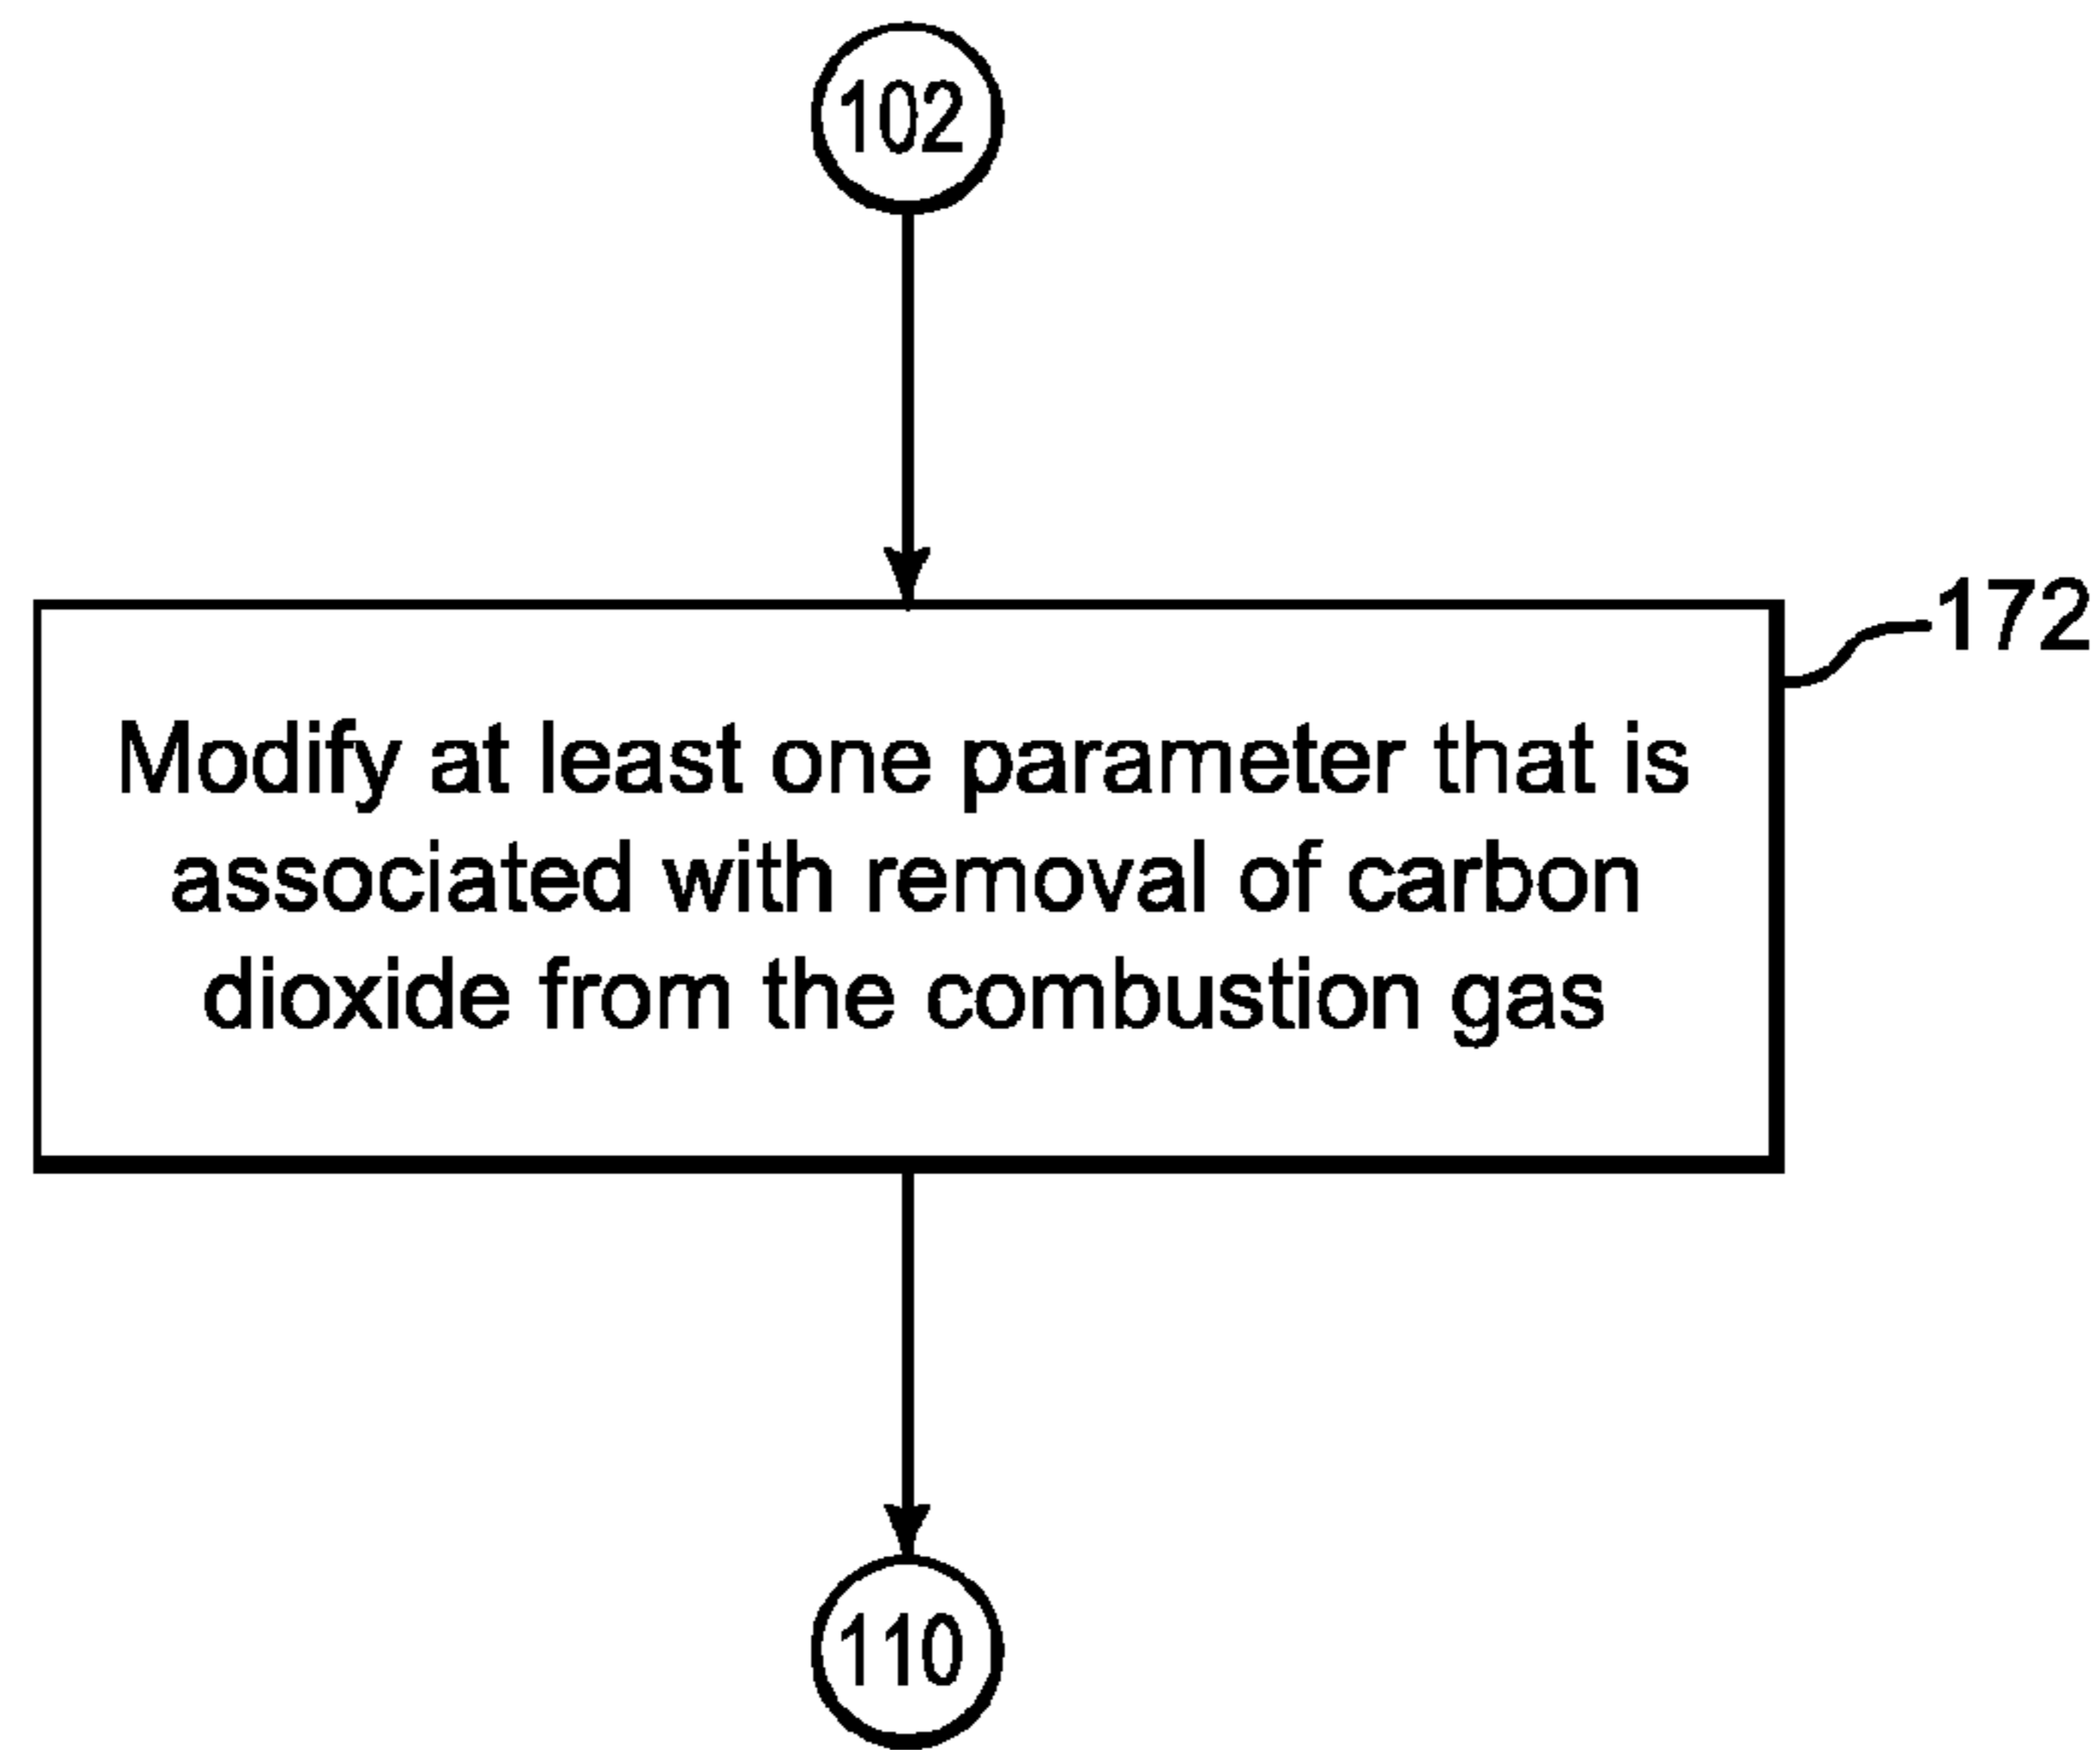 102
172
Modify at least one parameter that is
associated with removal of carbon
dioxide from the combustion gas
110